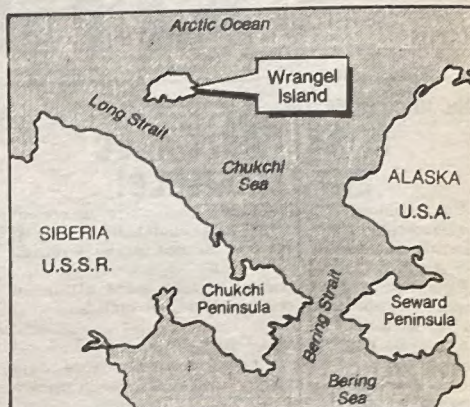 Arctic Ocean
Wrangel
Island
Long Strait
Chukchi
Sea
ALASKA
U.S.A.
SIBERIA
U.S.S.R.
Chukchi
Peninsula
Bering Strait
Seward
Peninsula
Bering
Sea